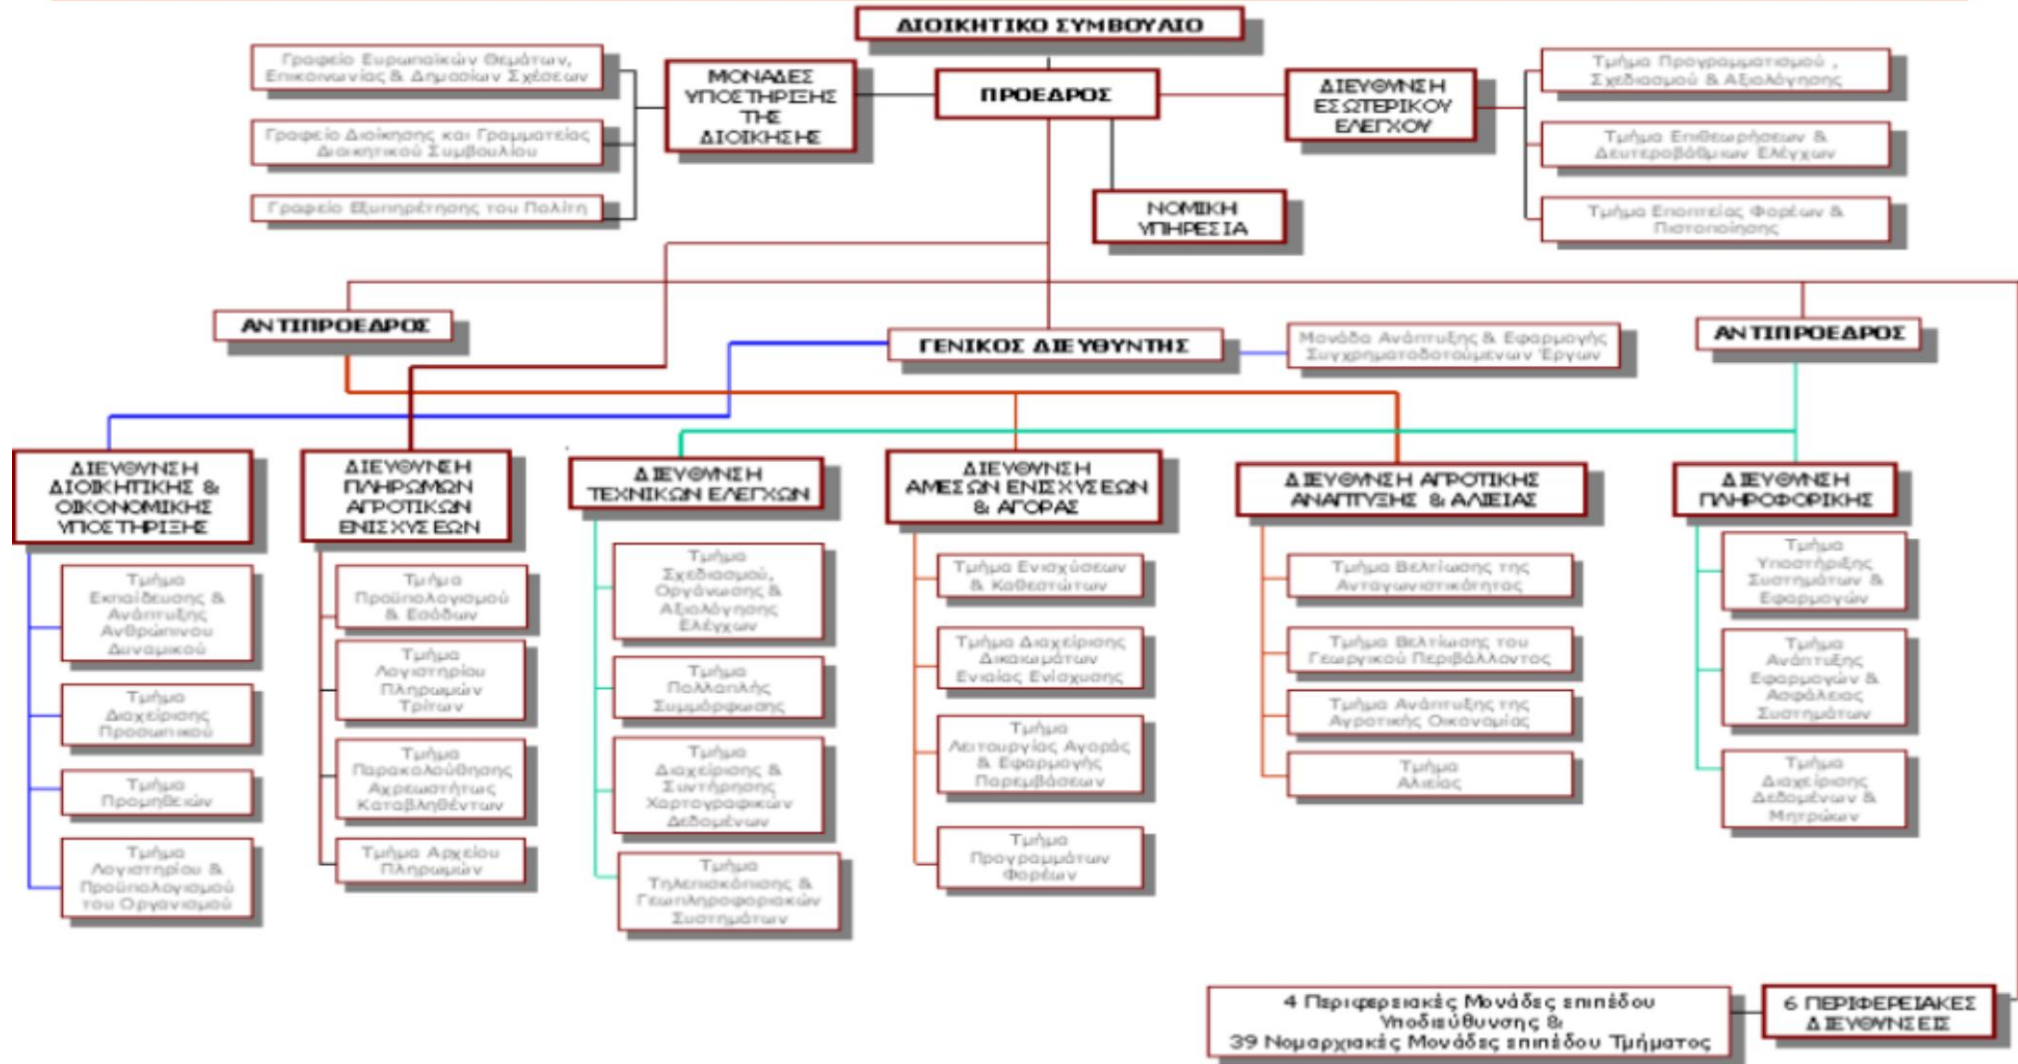 ΔΙΟΙΚΗΤΙΚΟ ΣΥΜΒΟΥΛΙΟ
Γραφείο Ευρωπαϊκών Θεμάτων,
Επικοινωνίας & Δημοσίων Σχέσεων
Γραφείο Διοίκησης και Γραμματείας
Διοικητικού Συμβουλίου
Γραφείο Εξυπηρέτησης του Πολίτη
ΜΟΝΑΔΕΣ
ΥΠΟΣΤΗΡΙΞΗΣ
ΤΗΣ
ΔΙΟΙΚΗΣΗΣ
ΠΡΟΕΔΡΟΣ
ΝΟΜΙΚΗ
ΥΠΗΡΕΣΙΑ
ΔΙΕΥΘΥΝΣΗ
ΕΣΩΤΕΡΙΚΟΥ
ΕΛΕΓΧΟΥ
Τμήμα Προγραμματισμού ,
Σχεδιασμού & Αξιολόγησης
Τμήμα Επιθεωρήσεων &
Δευτεροβάθμιων Ελέγχων
Τμήμα Εποπτείας Φορέων &
Πιστοποίησης
ΑΝΤΙΠΡΟΕΔΡΟΣ
ΓΕΝΙΚΟΣ ΔΙΕΥΘΥΝΤΗΣ
Μονάδα Ανάπτυξης & Εφαρμογής
Συγχρηματοδοτούμενων Έργων
ΑΝΤΙΠΡΟΕΔΡΟΣ
ΔΙΕΥΘΥΝΣΗ
ΔΙΟΙΚΗΤΙΚΗΣ &
ΟΙΚΟΝΟΜΙΚΗΣ
ΥΠΟΣΤΗΡΙΞΗΣ
Τμήμα
Εκπαίδευσης &
Ανάπτυξης
Ανθρώπινου
Δυναμικού
Τμήμα
Διαχείρισης
Προσωπικού
Τμήμα
Προμηθειών
Τμήμα
Λογιστηρίου &
Προϋπολογισμού
του Οργανισμού
ΔΙΕΥΘΥΝΣΗ
ΠΛΗΡΩΜΩΝ
ΑΓΡΟΤΙΚΩΝ
ΕΝΙΣΧΥΣΕΩΝ
Τμήμα
Προϋπολογισμού
& Εσόδων
Τμήμα
Λογιστηρίου
Πληρωμών
Τρίτων
Τμήμα
Παρακολούθησης
Αχρεωστήτως
Καταβληθέντων
Τμήμα Αρχείου
Πληρωμών
ΔΙΕΥΘΥΝΣΗ
ΤΕΧΝΙΚΩΝ ΕΛΕΓΧΩΝ
Τμήμα
Σχεδιασμού,
Οργάνωσης &
Αξιολόγησης
Ελέγχων
Τμήμα
Πολλαπλής
Συμμόρφωσης
Τμήμα
Διαχείρισης &
Συντήρησης
Χαρτογραφικών
Δεδομένων
Τμήμα
Τηλεπισκόπισης &
Γεωπληροφοριακών
Συστημάτων
ΔΙΕΥΘΥΝΣΗ
ΑΜΕΣΩΝ ΕΝΙΣΧΥΣΕΩΝ
& ΑΓΟΡΑΣ
Τμήμα Ενισχύσεων
& Καθεστώτων
Τμήμα Διαχείρισης
Δικαιωμάτων
Ενιαίας Ενίσχυσης
Τμήμα
Λειτουργίας Αγοράς
& Εφαρμογής
Παρεμβάσεων
Τμήμα
Προγραμμάτων
Φορέων
ΔΙΕΥΘΥΝΣΗ ΑΓΡΟΤΙΚΗΣ
ΑΝΑΠΤΥΞΗΣ & ΑΛΙΕΙΑΣ
Τμήμα Βελτίωσης της
Ανταγωνιστικότητας
Τμήμα Βελτίωσης του
Γεωργικού Περιβάλλοντος
Τμήμα Ανάπτυξης της
Αγροτικής Οικονομίας
Τμήμα
Αλιείας
ΔΙΕΥΘΥΝΣΗ
ΠΛΗΡΟΦΟΡΙΚΗΣ
Τμήμα
Υποστήριξης
Συστημάτων &
Εφαρμογών
Τμήμα
Ανάπτυξης
Εφαρμογών &
Ασφάλειας
Συστημάτων
Τμήμα
Διαχείρισης
Δεδομένων &
Μητρώων
4 Περιφερειακές Μονάδες επιπέδου
Υποδιεύθυνσης &
39 Νομαρχιακές Μονάδες επιπέδου Τμήματος
6 ΠΕΡΙΦΕΡΕΙΑΚΕΣ
ΔΙΕΥΘΥΝΣΕΙΣ